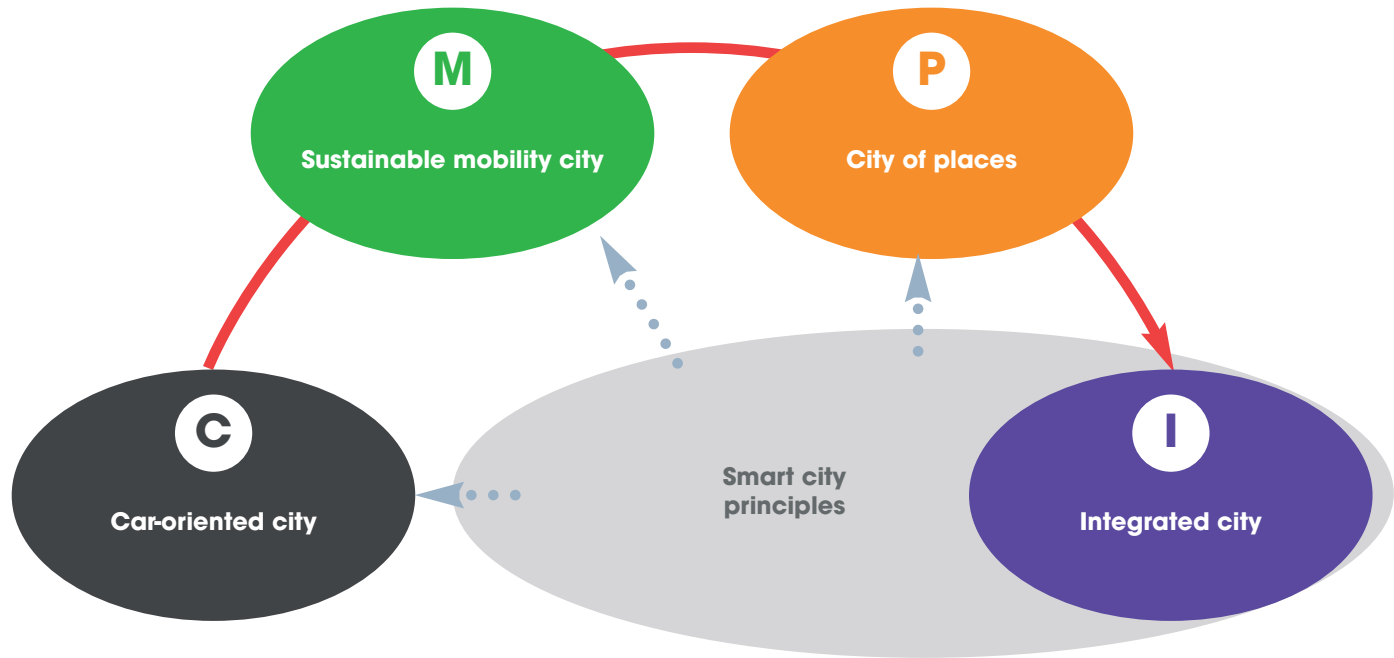 M
Sustainable mobility city
P
City of places
C
Car-oriented city
Smart city
principles
I
Integrated city